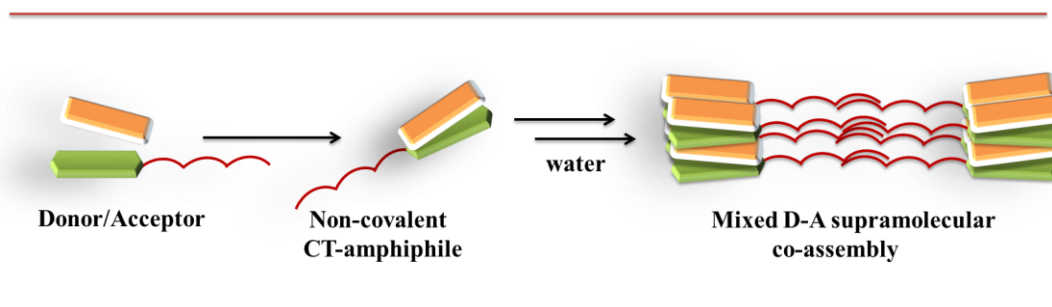 water
Donor/Acceptor
Non-covalent
CT-amphiphile
Mixed D-A supramolecular
co-assembly